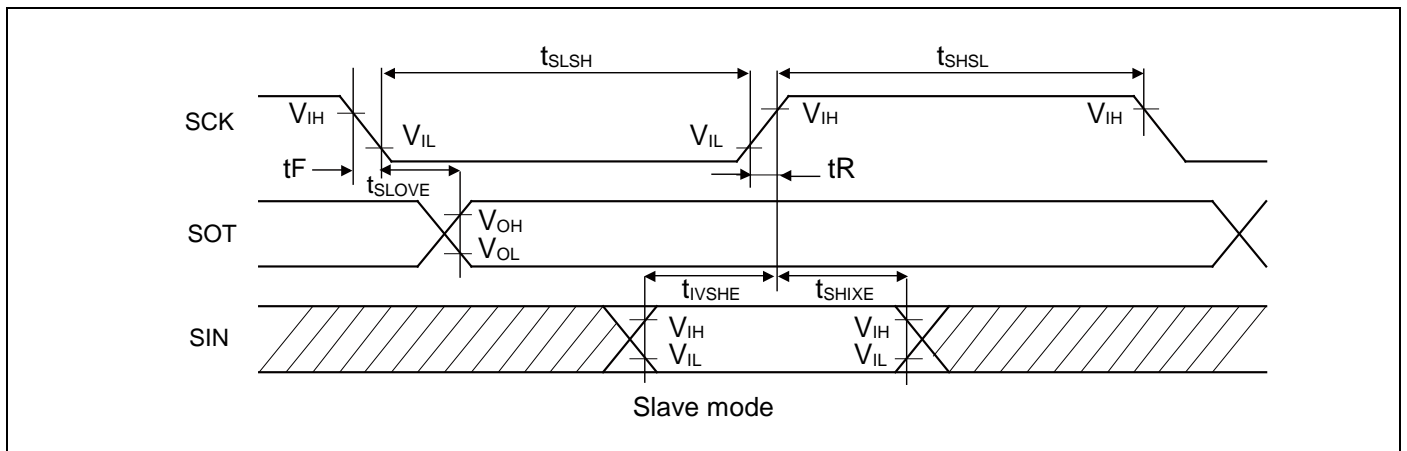 tSLSH tSHSL
SCK VIH VIL VIL VIH VIH
tF tSLOVE tR
SOT VOH VOL
tIVSHE tSHIXE
SIN VIH VIH
VIL VIL
Slave mode